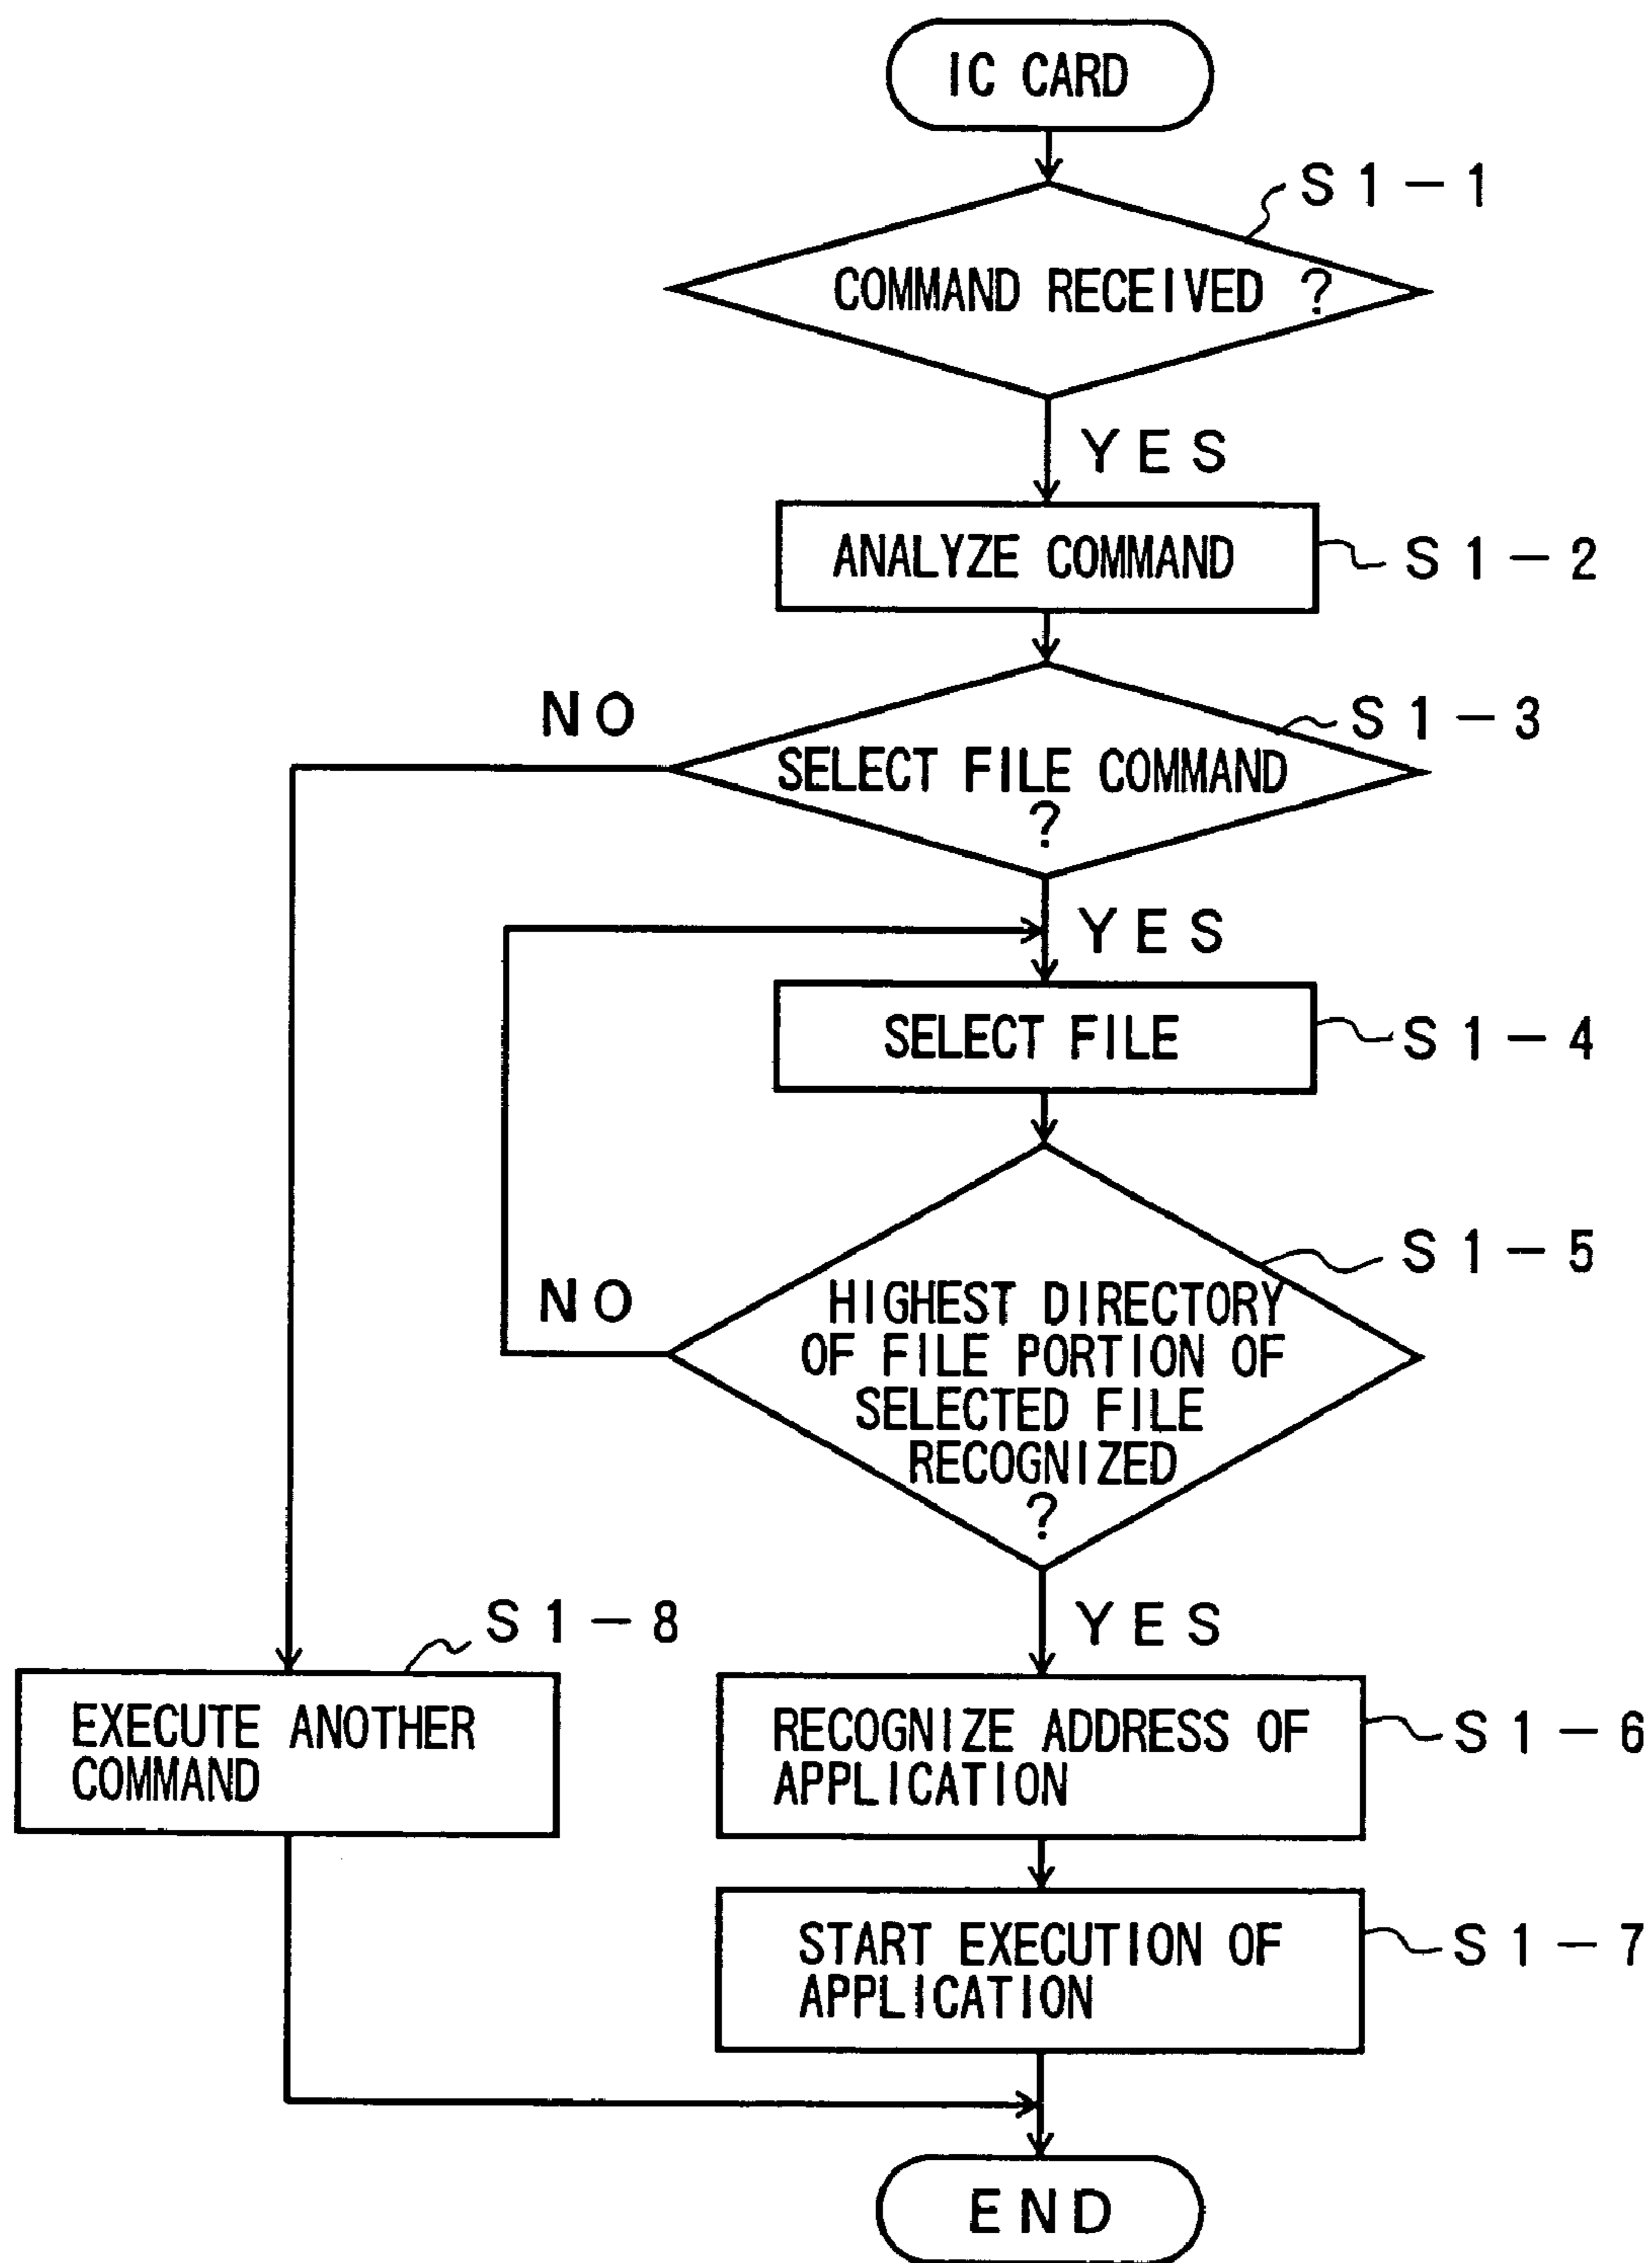 IC CARD
S1-1
COMMAND RECEIVED ?
YES
ANALYZE COMMAND
S1-2
NO
S1-3
SELECT FILE COMMAND
?
YES
SELECT FILE
S1-4
S1-5
NO
HIGHEST DIRECTORY
OF FILE PORTION OF
SELECTED FILE
RECOGNIZED
?
YES
S1-8
EXECUTE ANOTHER
COMMAND
RECOGNIZE ADDRESS OF
APPLICATION
S1-6
START EXECUTION OF
APPLICATION
S1-7
END